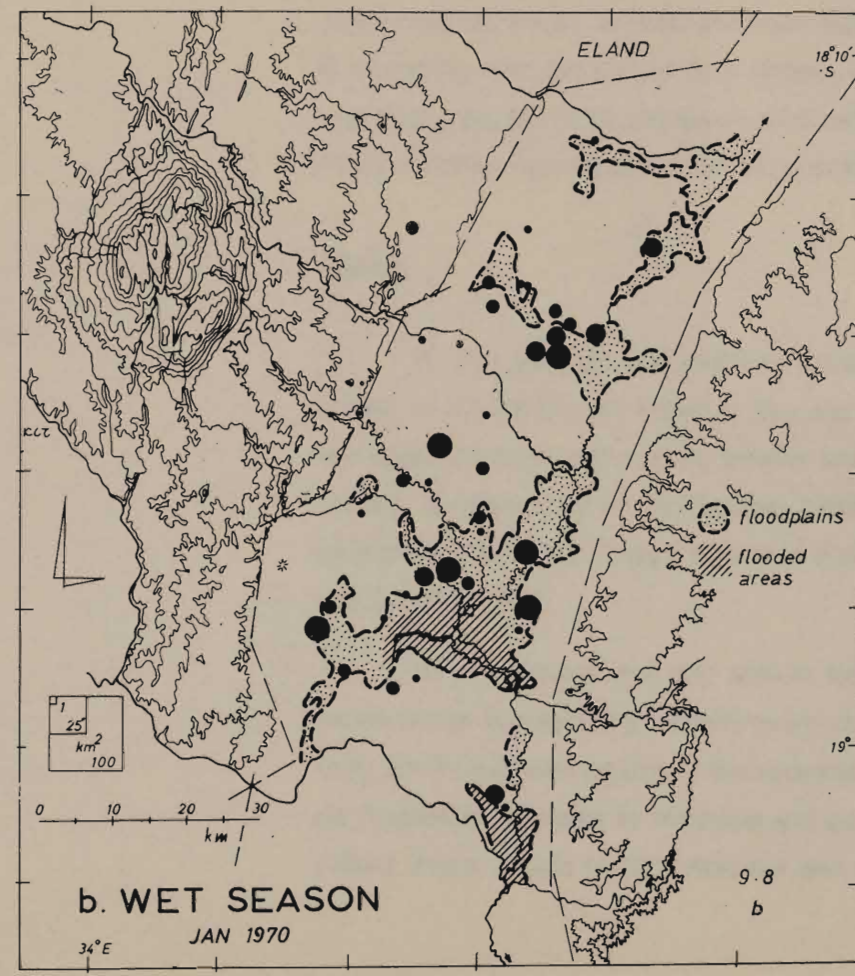 ELAND
18°10'
S
floodplains
flooded
areas
1
25
km²
100
19°
0 10 20 30
km
b. WET SEASON
JAN 1970
9·8
b
34°E